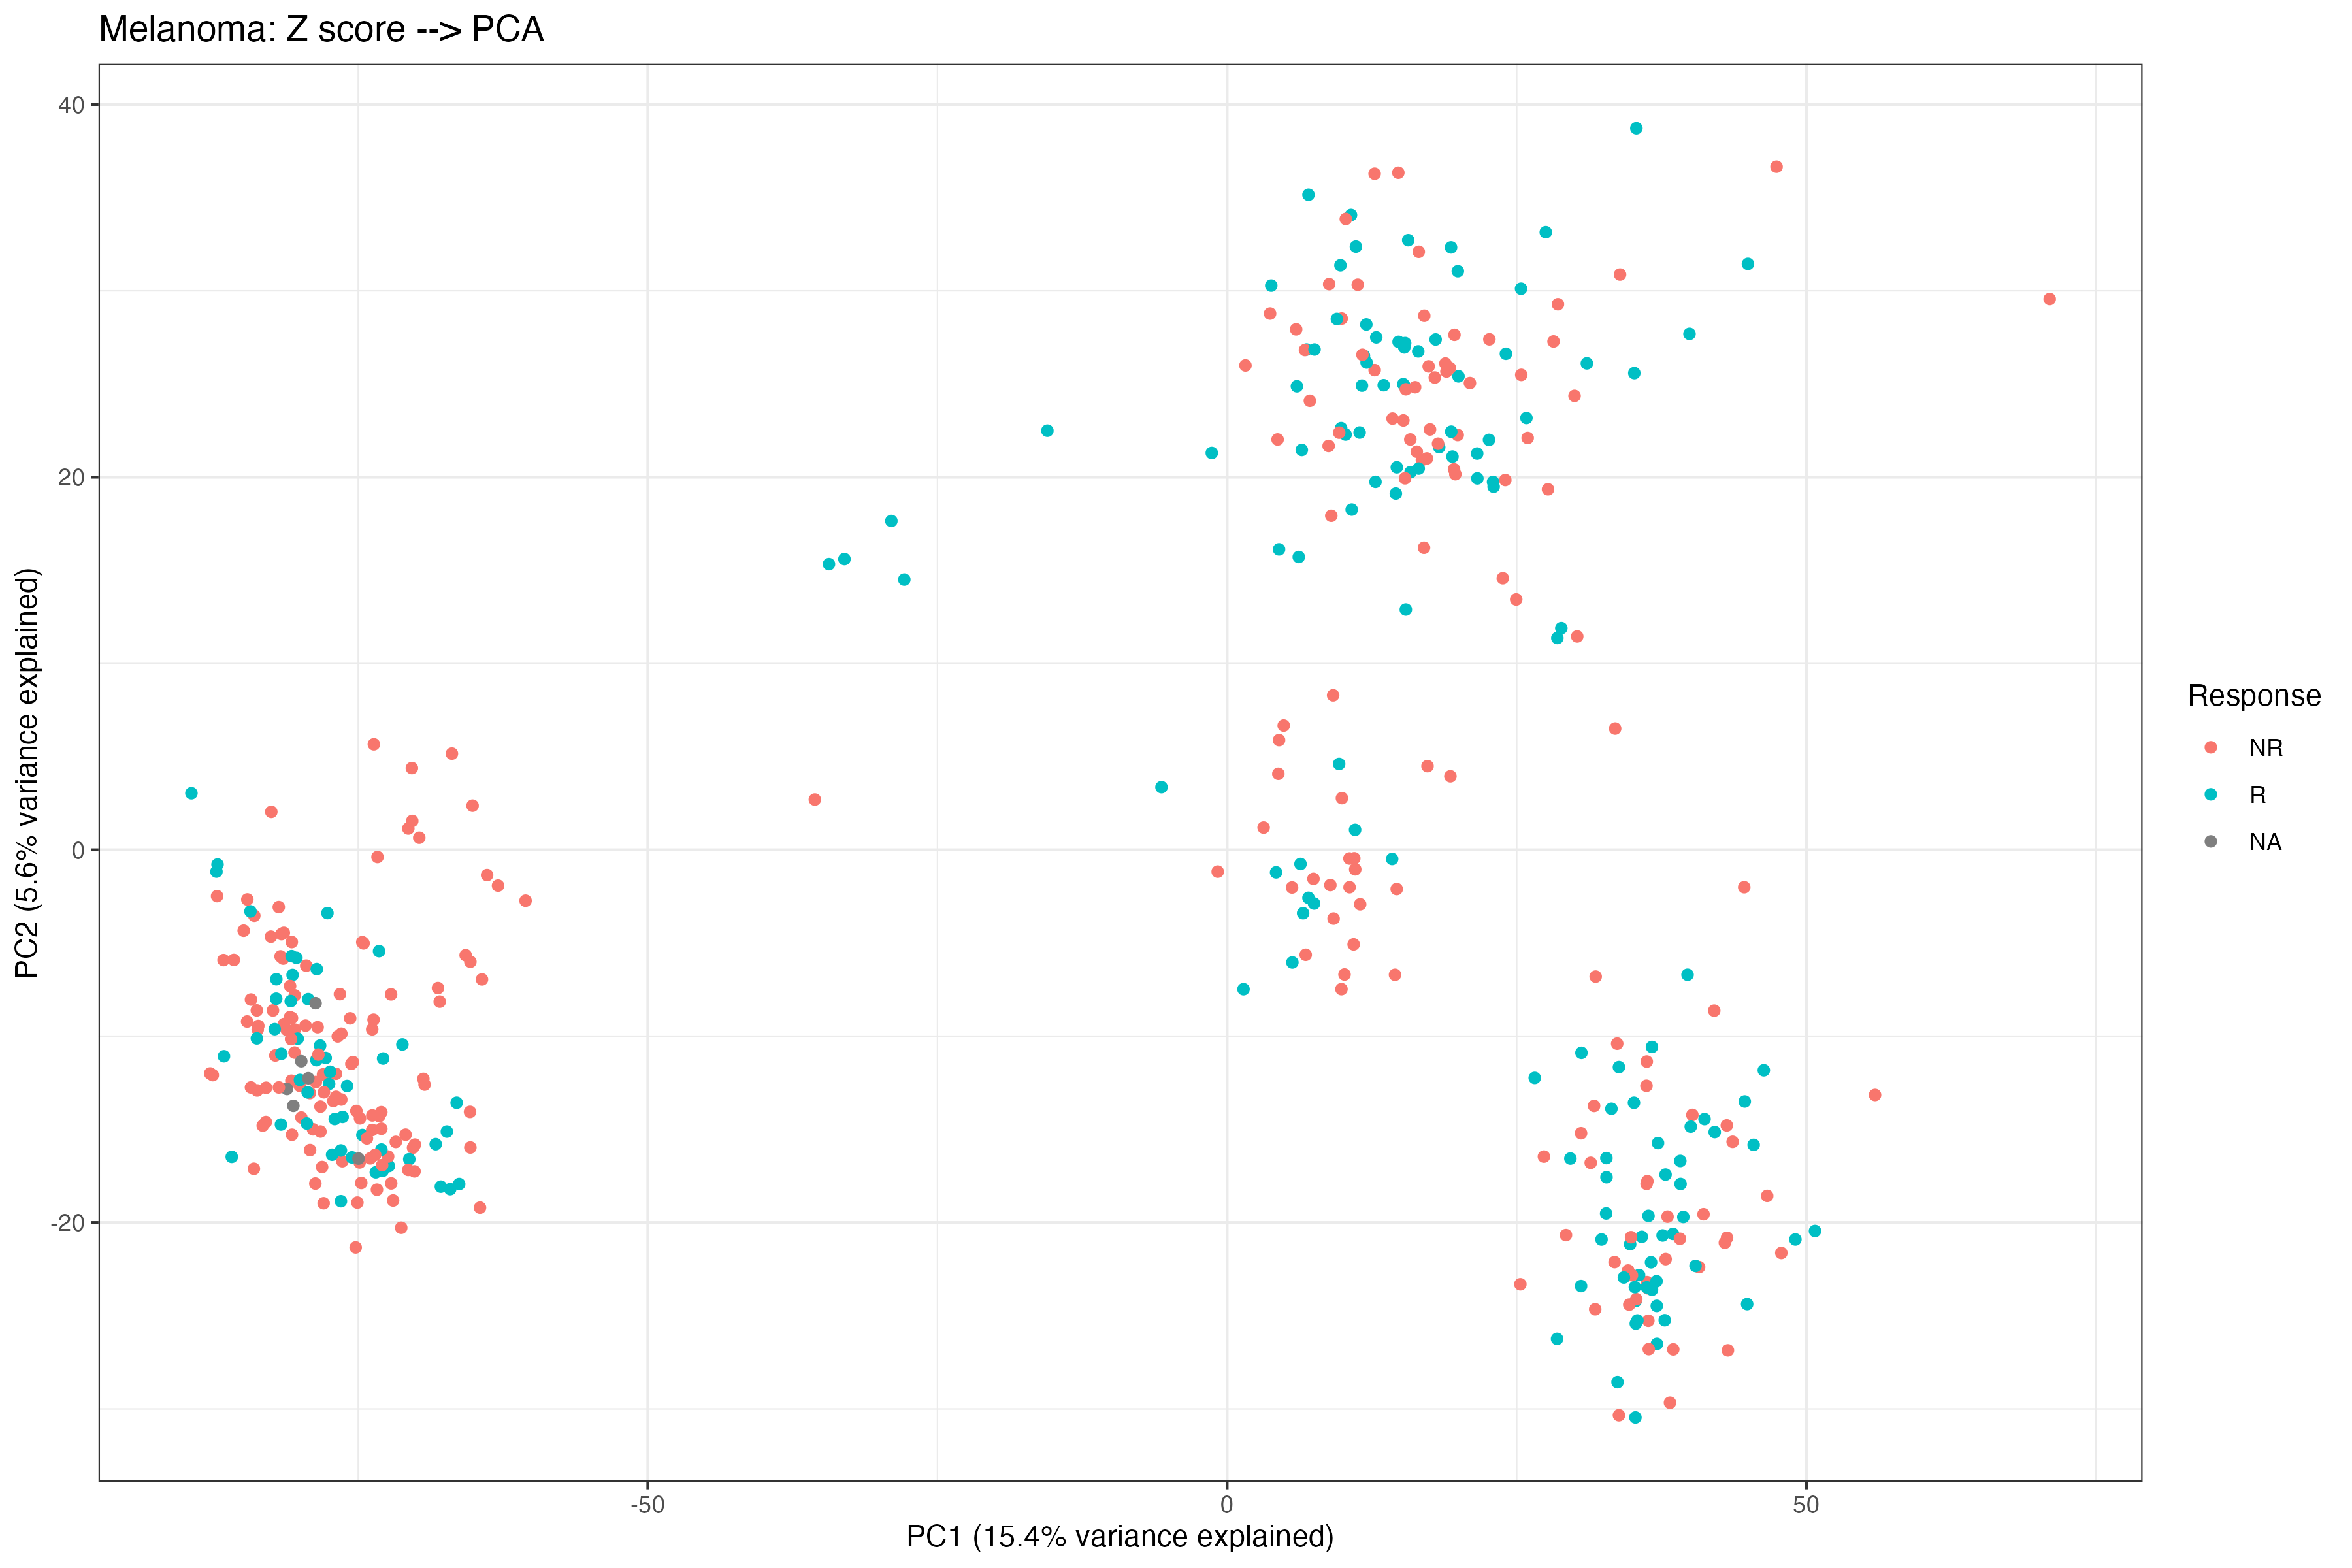 Melanoma: Z score --> PCA
40
20
0
-20
PC2 (5.6% variance explained)
-50
0
50
PC1 (15.4% variance explained)
Response
NR
R
NA